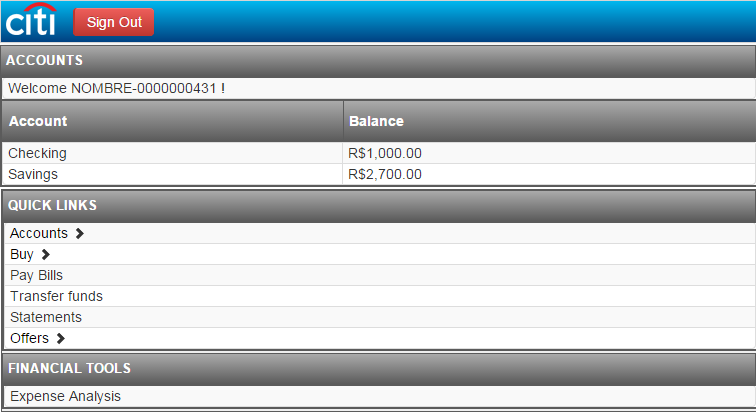 citi Sign Out
ACCOUNTS
Welcome NOMBRE-0000000431 !
Account Balance
Checking R$1,000.00
Savings R$2,700.00
QUICK LINKS
Accounts
Buy
Pay Bills
Transfer funds
Statements
Offers
FINANCIAL TOOLS
Expense Analysis